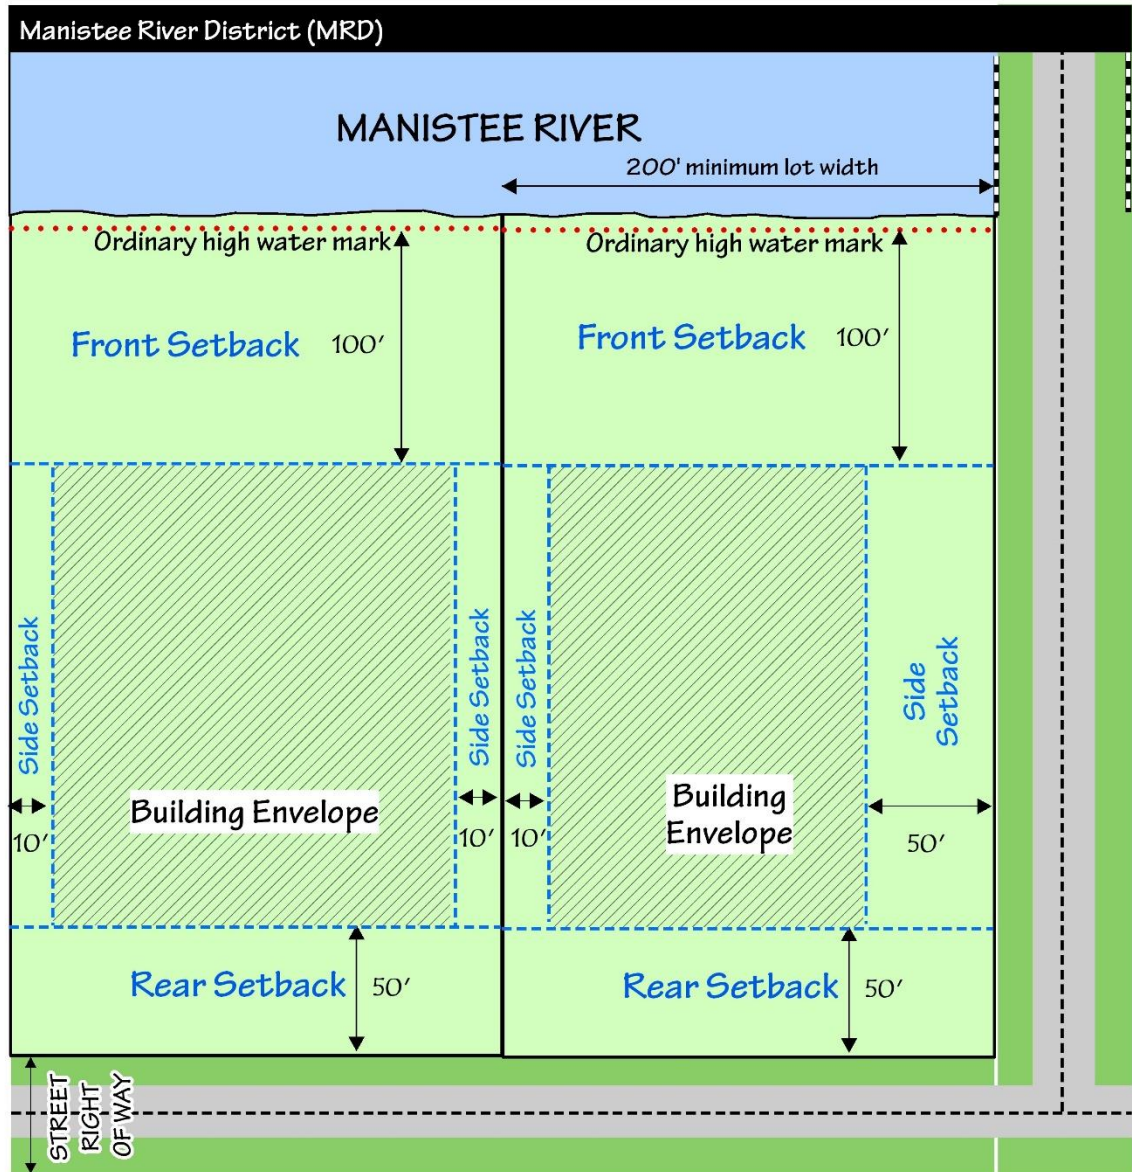 Manistee River District (MRD)
MANISTEE RIVER
200' minimum lot width
Ordinary high water mark
Ordinary high water mark
Front Setback 100'
Front Setback 100'
Side Setback
Side Setback
Side Setback
Side
Setback
Building Envelope
Building
Envelope
10'
10'
10'
50'
Rear Setback 50'
Rear Setback 50'
STREET
RIGHT
OF WAY